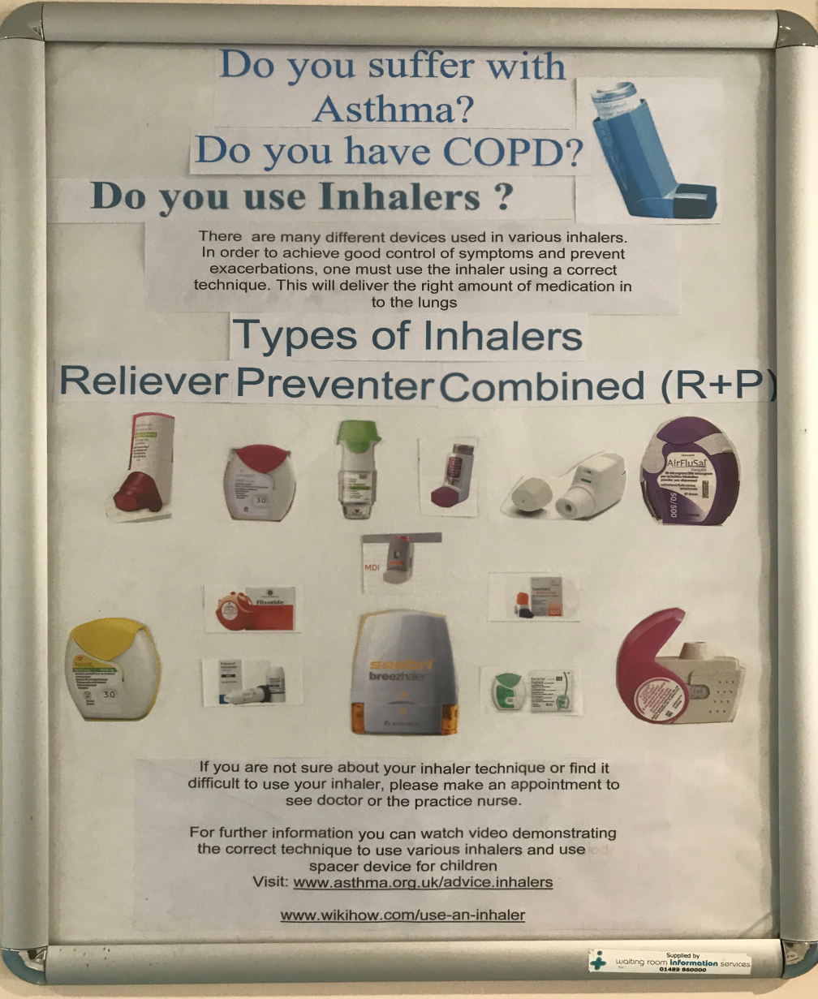 Do you suffer with
Asthma?
Do you have COPD?
Do you use Inhalers ?
There are many different devices used in various inhalers.
In order to achieve good control of symptoms and prevent
exacerbations, one must use the inhaler using a correct
technique. This will deliver the right amount of medication in
to the lungs
Types of Inhalers
Reliever Preventer Combined (R+P)
30
AirFluSal
50/500
MDI
flixotide
30
seebri
breezhaler
If you are not sure about your inhaler technique or find it
difficult to use your inhaler, please make an appointment to
see doctor or the practice nurse.
For further information you can watch video demonstrating
the correct technique to use various inhalers and use
spacer device for children
Visit: www.asthma.org.uk/advice.inhalers
www.wikihow.com/use-an-inhaler
Supplied by
waiting room information services
01489 860000